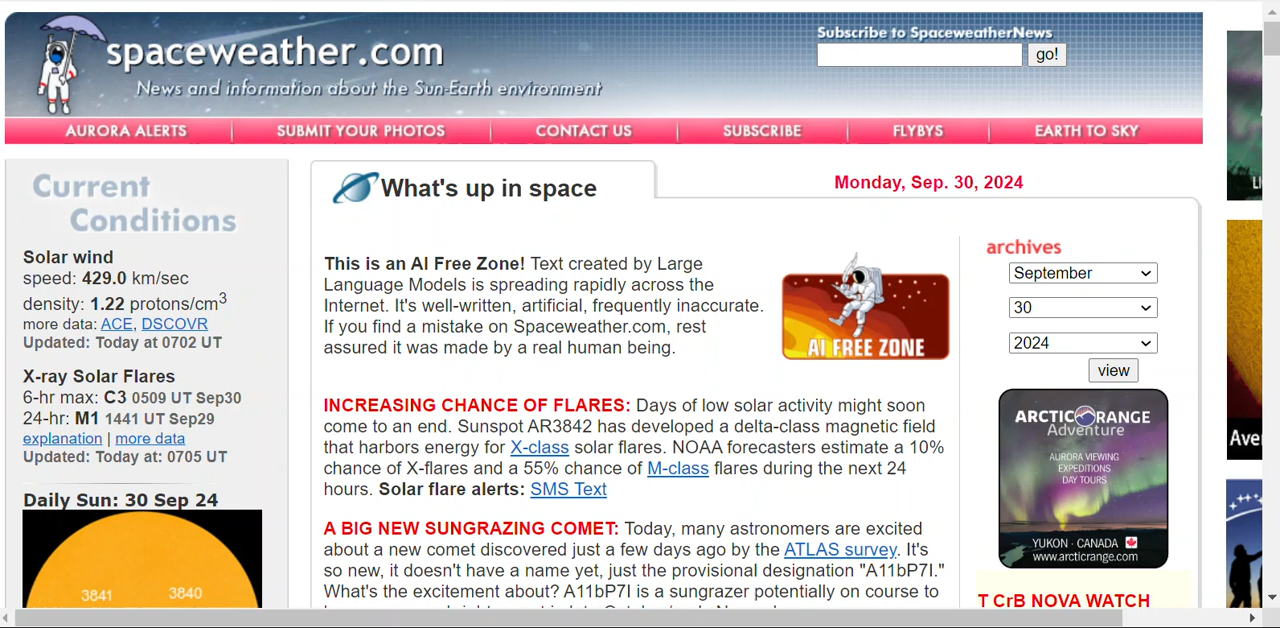 spaceweather.com
News and information about the Sun-Earth environment
Subscribe to SpaceweatherNews
go!
AURORA ALERTS
SUBMIT YOUR PHOTOS
CONTACT US
SUBSCRIBE
FLYBYS
EARTH TO SKY
Current
Conditions
Solar wind
speed: 429.0 km/sec
density: 1.22 protons/cm3
more data: ACE, DSCOVR
Updated: Today at 0702 UT
X-ray Solar Flares
6-hr max: C3 0509 UT Sep30
24-hr: M1 1441 UT Sep29
explanation | more data
Updated: Today at: 0705 UT
Daily Sun: 30 Sep 24
3841
3840
What's up in space
Monday, Sep. 30, 2024
This is an AI Free Zone! Text created by Large
Language Models is spreading rapidly across the
Internet. It's well-written, artificial, frequently inaccurate.
If you find a mistake on Spaceweather.com, rest
assured it was made by a real human being.
AI FREE ZONE
INCREASING CHANCE OF FLARES: Days of low solar activity might soon
come to an end. Sunspot AR3842 has developed a delta-class magnetic field
that harbors energy for X-class solar flares. NOAA forecasters estimate a 10%
chance of X-flares and a 55% chance of M-class flares during the next 24
hours. Solar flare alerts: SMS Text
A BIG NEW SUNGRAZING COMET: Today, many astronomers are excited
about a new comet discovered just a few days ago by the ATLAS survey. It's
so new, it doesn't have a name yet, just the provisional designation "A11bP7I."
What's the excitement about? A11bP7I is a sungrazer potentially on course to
archives
September
30
2024
view
ARCTIC RANGE
Adventure
AURORA VIEWING
EXPEDITIONS
DAY TOURS
YUKON · CANADA
www.arcticrange.com
T CrB NOVA WATCH